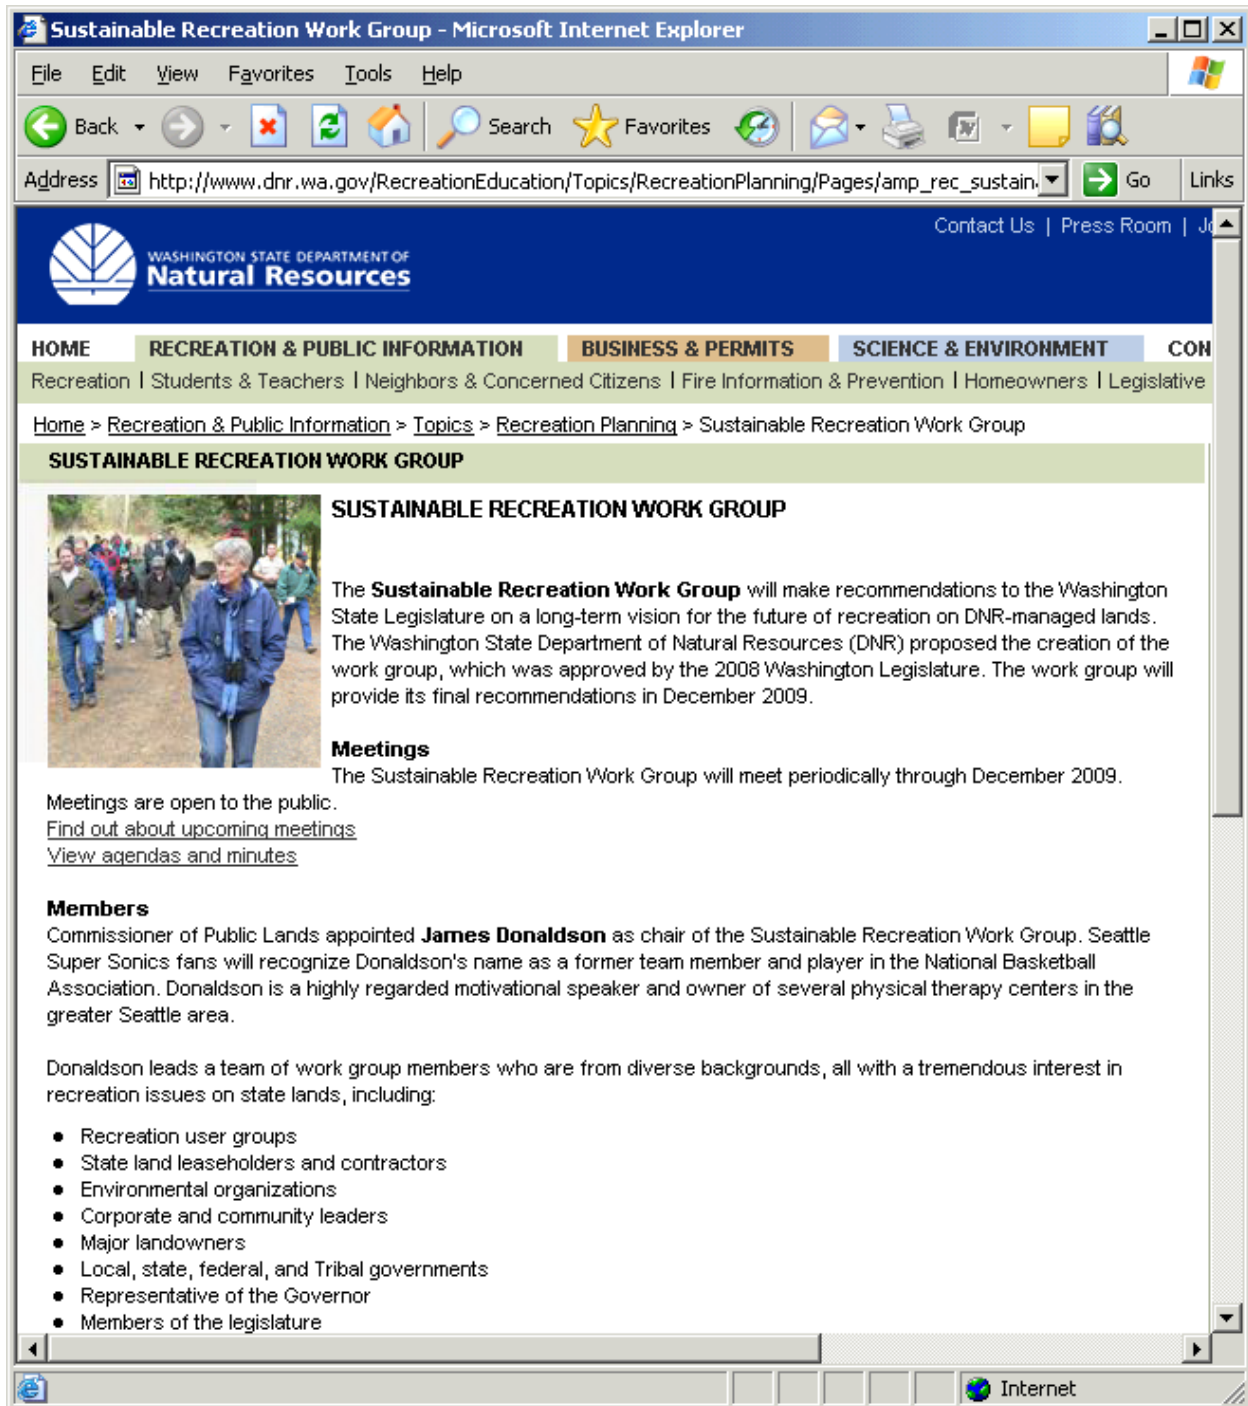 Sustainable Recreation Work Group - Microsoft Internet Explorer
File Edit View Favorites Tools Help
Back Search Favorites
Address http://www.dnr.wa.gov/RecreationEducation/Topics/RecreationPlanning/Pages/amp_rec_sustain Go Links
Contact Us | Press Room |
WASHINGTON STATE DEPARTMENT OF
Natural Resources
HOME RECREATION & PUBLIC INFORMATION BUSINESS & PERMITS SCIENCE & ENVIRONMENT CON
Recreation | Students & Teachers | Neighbors & Concerned Citizens | Fire Information & Prevention | Homeowners | Legislative
Home > Recreation & Public Information > Topics > Recreation Planning > Sustainable Recreation Work Group
SUSTAINABLE RECREATION WORK GROUP
SUSTAINABLE RECREATION WORK GROUP
The Sustainable Recreation Work Group will make recommendations to the Washington
State Legislature on a long-term vision for the future of recreation on DNR-managed lands.
The Washington State Department of Natural Resources (DNR) proposed the creation of the
work group, which was approved by the 2008 Washington Legislature. The work group will
provide its final recommendations in December 2009.
Meetings
The Sustainable Recreation Work Group will meet periodically through December 2009.
Meetings are open to the public.
Find out about upcoming meetings
View agendas and minutes
Members
Commissioner of Public Lands appointed James Donaldson as chair of the Sustainable Recreation Work Group. Seattle
Super Sonics fans will recognize Donaldson's name as a former team member and player in the National Basketball
Association. Donaldson is a highly regarded motivational speaker and owner of several physical therapy centers in the
greater Seattle area.
Donaldson leads a team of work group members who are from diverse backgrounds, all with a tremendous interest in
recreation issues on state lands, including:
• Recreation user groups
• State land leaseholders and contractors
• Environmental organizations
• Corporate and community leaders
• Major landowners
• Local, state, federal, and Tribal governments
• Representative of the Governor
• Members of the legislature
Internet